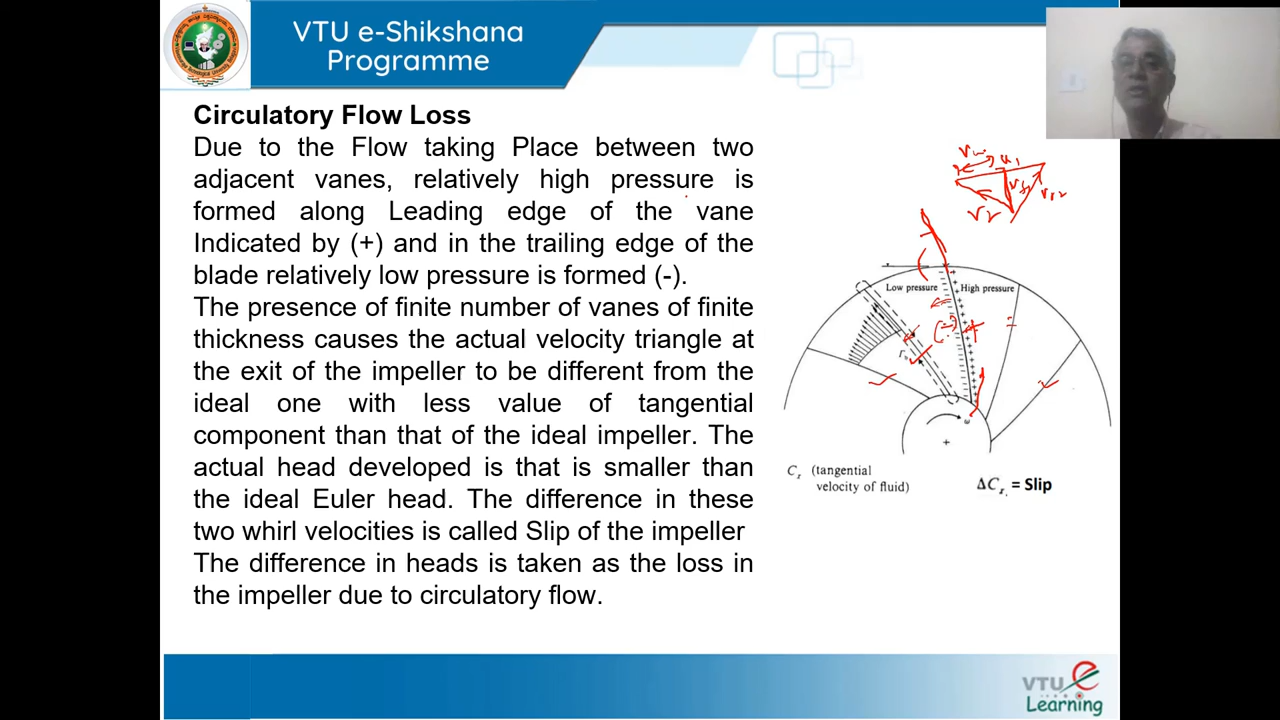 VTU e-Shikshana
Programme
Circulatory Flow Loss
Due to the Flow taking Place between two
adjacent vanes, relatively high pressure is
formed along Leading edge of the vane
Indicated by (+) and in the trailing edge of the
blade relatively low pressure is formed (-).
The presence of finite number of vanes of finite
thickness causes the actual velocity triangle at
the exit of the impeller to be different from the
ideal one with less value of tangential
component than that of the ideal impeller. The
actual head developed is that is smaller than
the ideal Euler head. The difference in these
two whirl velocities is called Slip of the impeller
The difference in heads is taken as the loss in
the impeller due to circulatory flow.
Low pressure
High pressure
(-)
+
ω
+
C_r (tangential
velocity of fluid)
ΔC_r. = Slip
VTU e
Learning